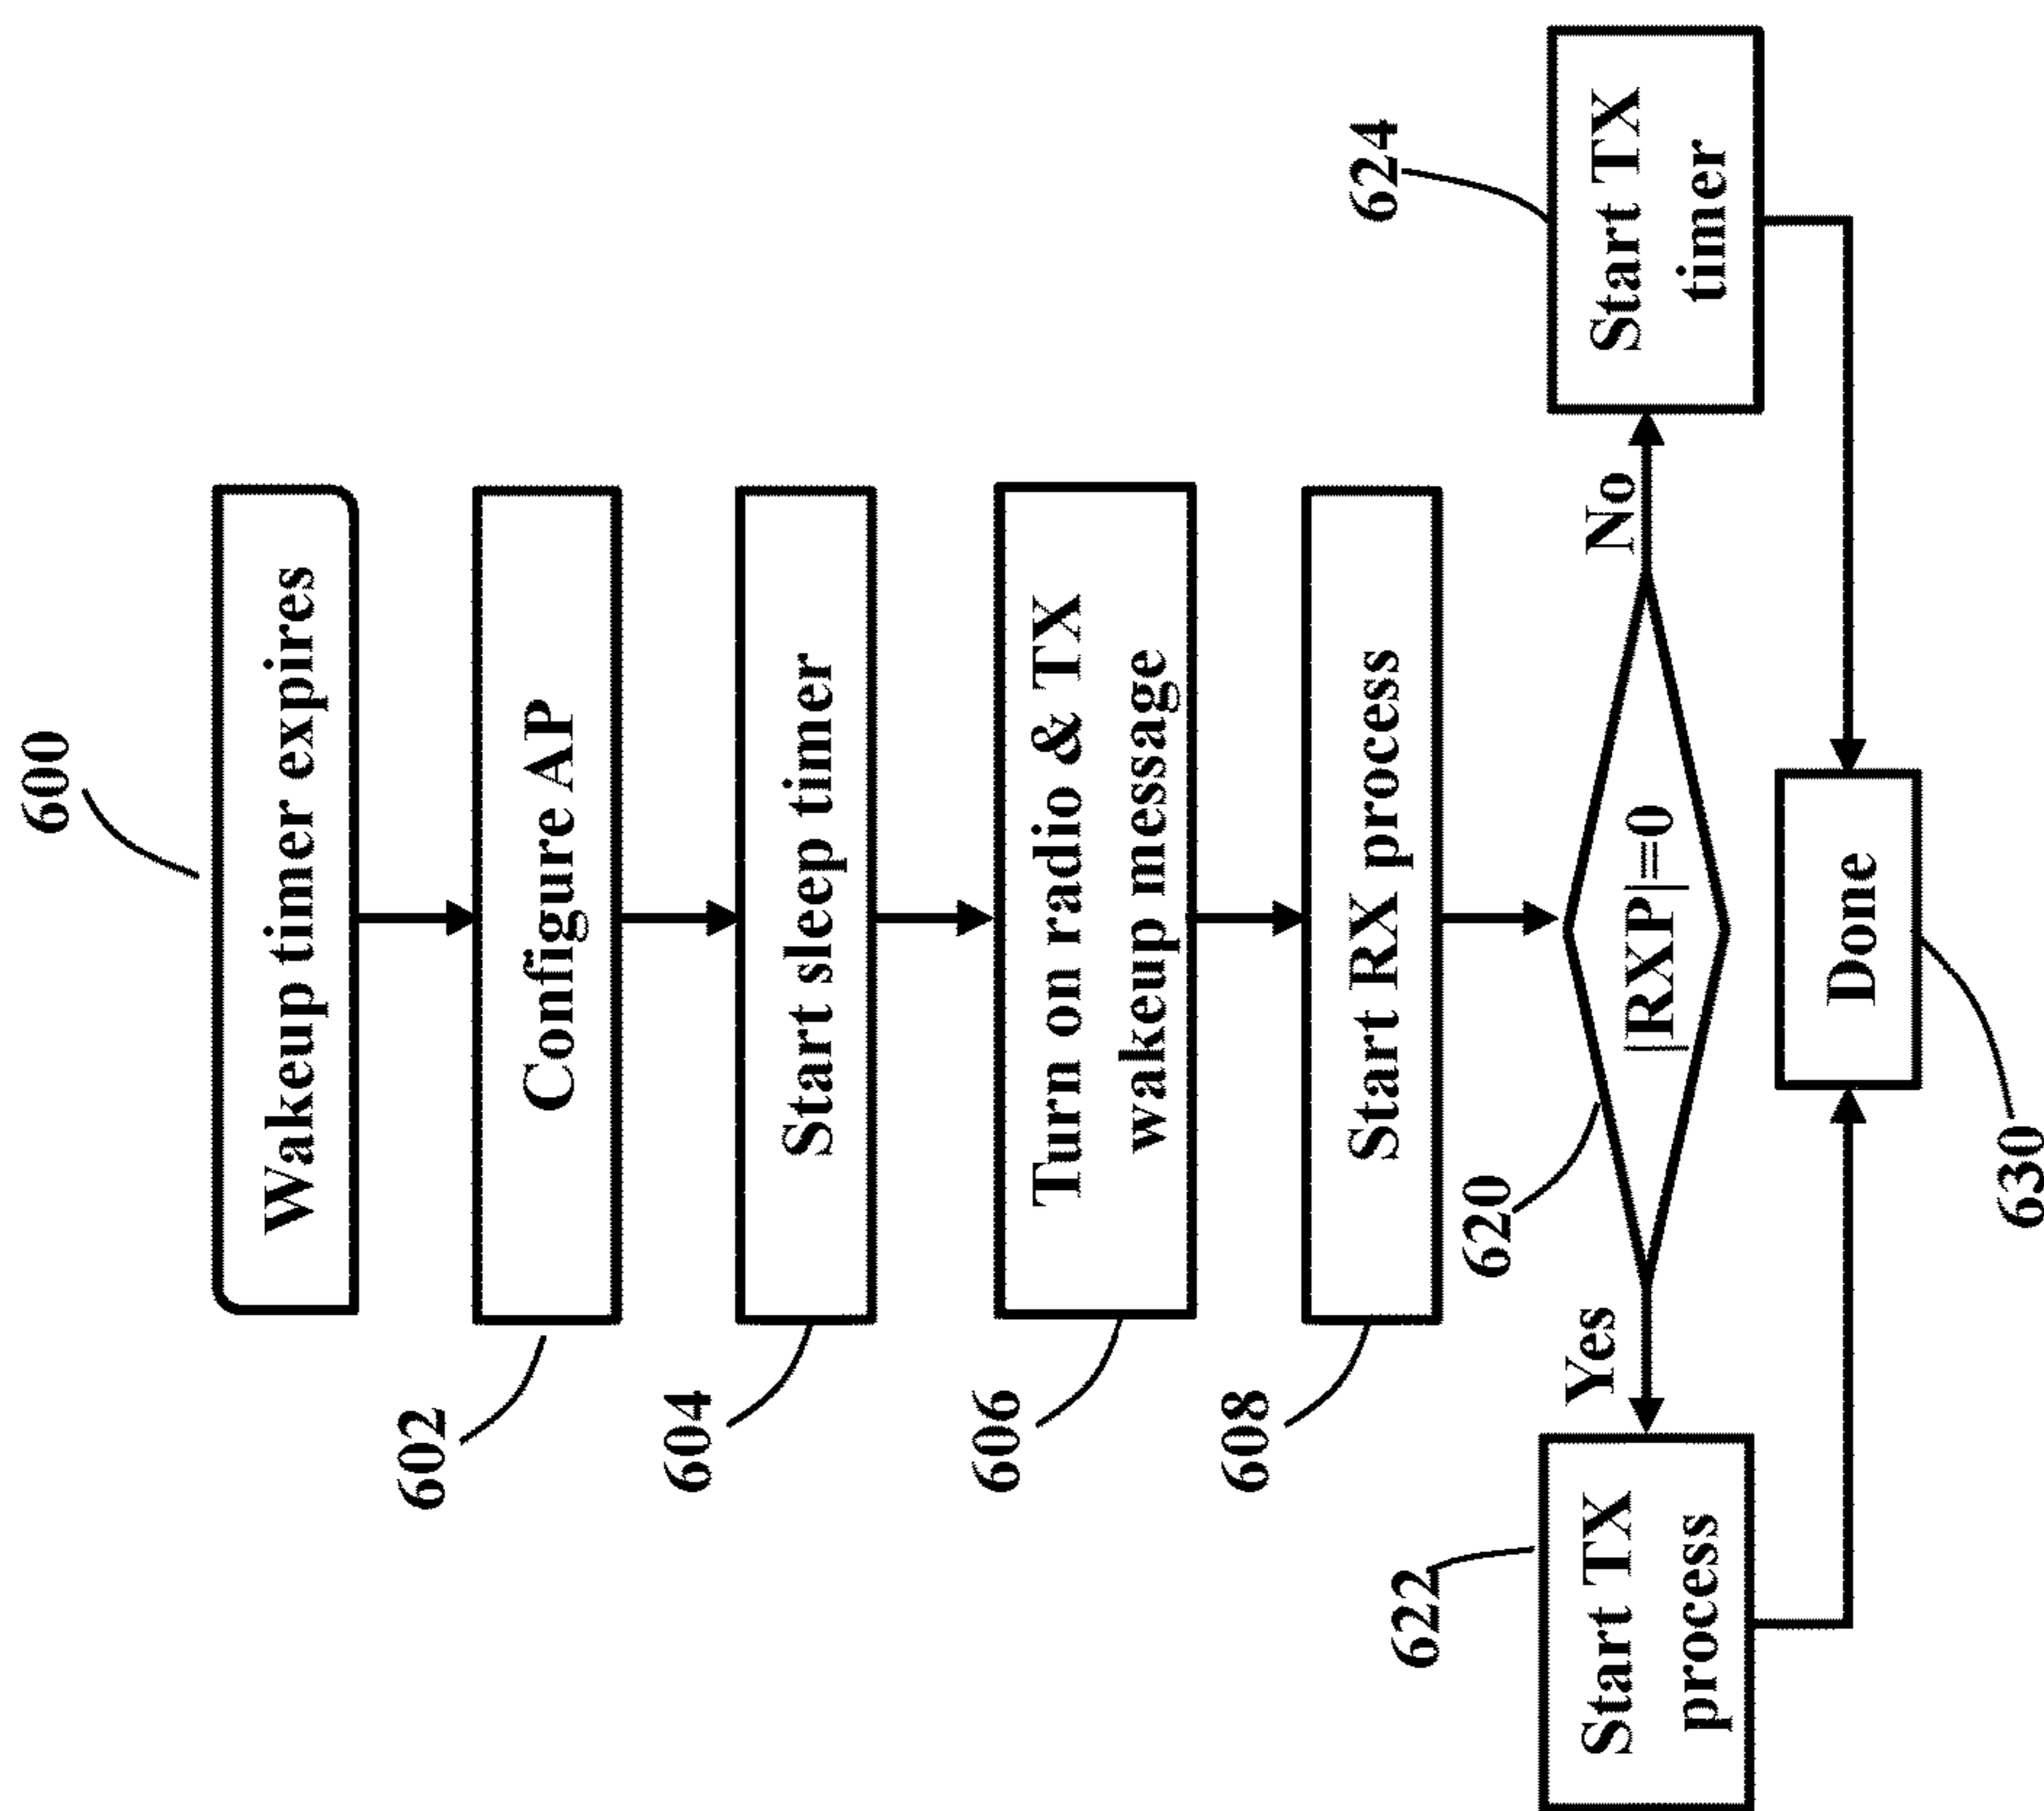 600
Wakeup timer expires
602
Configure AP
604
Start sleep timer
606
Turn on radio & TX
wakeup message
608
Start RX process
620
|RXP|=0
Yes
No
622
Start TX
process
624
Start TX
timer
Done
630